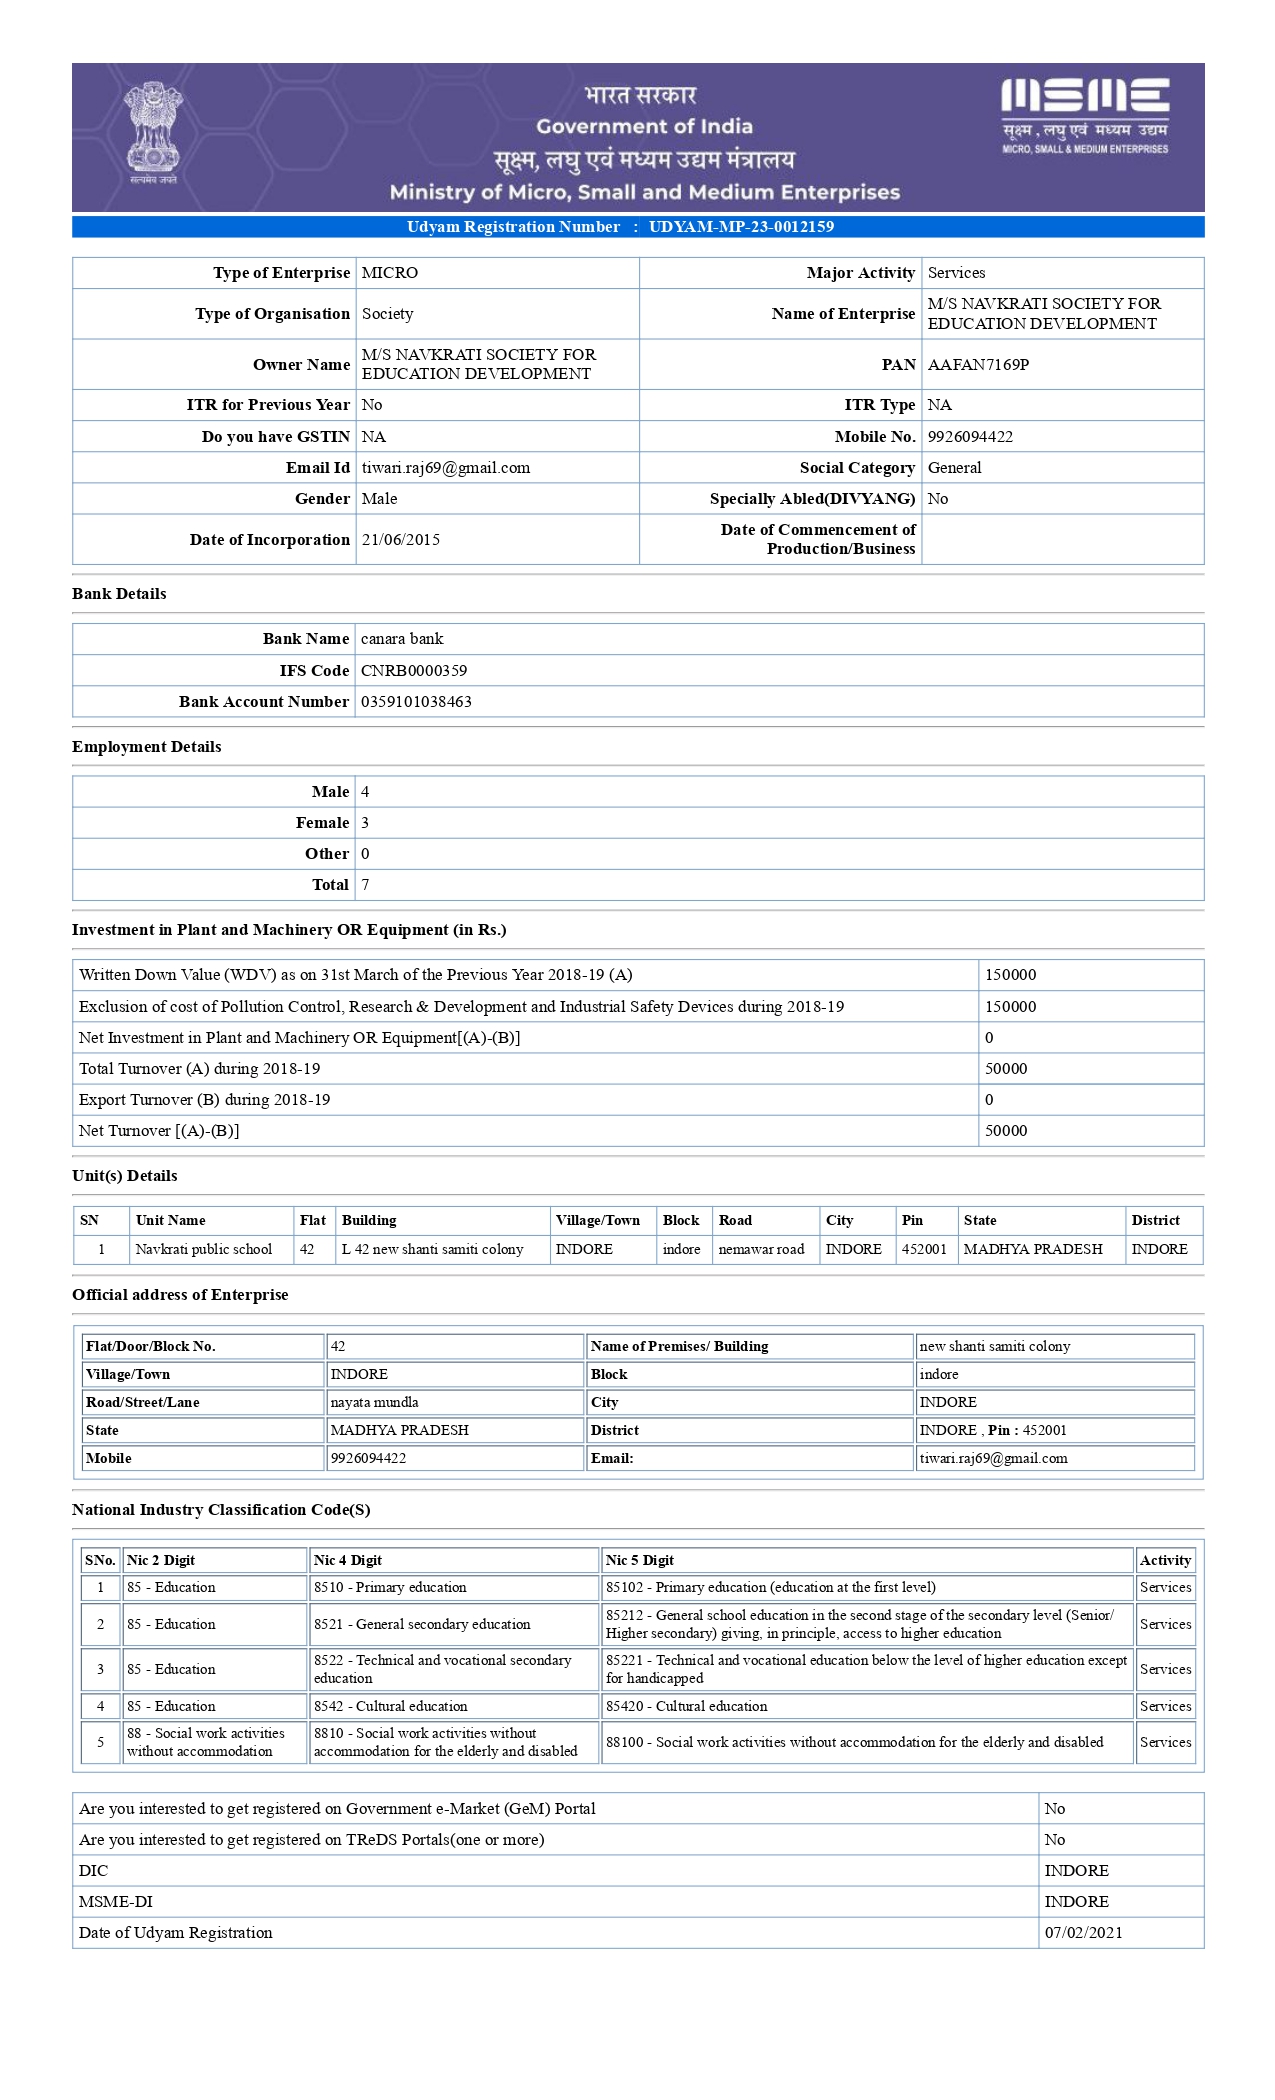 भारत सरकार
Government of India
सूक्ष्म, लघु एवं मध्यम उद्यम मंत्रालय
Ministry of Micro, Small and Medium Enterprises
सत्यमेव जयते
MSME
सूक्ष्म, लघु एवं मध्यम उद्यम
MICRO, SMALL & MEDIUM ENTERPRISES
Udyam Registration Number : UDYAM-MP-23-0012159
Type of Enterprise MICRO Major Activity Services
Type of Organisation Society Name of Enterprise M/S NAVKRATI SOCIETY FOR
EDUCATION DEVELOPMENT
Owner Name M/S NAVKRATI SOCIETY FOR
EDUCATION DEVELOPMENT PAN AAFAN7169P
ITR for Previous Year No ITR Type NA
Do you have GSTIN NA Mobile No. 9926094422
Email Id tiwari.raj69@gmail.com Social Category General
Gender Male Specially Abled(DIVYANG) No
Date of Incorporation 21/06/2015 Date of Commencement of
Production/Business
Bank Details
Bank Name canara bank
IFS Code CNRB0000359
Bank Account Number 0359101038463
Employment Details
Male 4
Female 3
Other 0
Total 7
Investment in Plant and Machinery OR Equipment (in Rs.)
Written Down Value (WDV) as on 31st March of the Previous Year 2018-19 (A) 150000
Exclusion of cost of Pollution Control, Research & Development and Industrial Safety Devices during 2018-19 150000
Net Investment in Plant and Machinery OR Equipment[(A)-(B)] 0
Total Turnover (A) during 2018-19 50000
Export Turnover (B) during 2018-19 0
Net Turnover [(A)-(B)] 50000
Unit(s) Details
SN Unit Name Flat Building Village/Town Block Road City Pin State District
1 Navkrati public school 42 L 42 new shanti samiti colony INDORE indore nemawar road INDORE 452001 MADHYA PRADESH INDORE
Official address of Enterprise
Flat/Door/Block No. 42 Name of Premises/ Building new shanti samiti colony
Village/Town INDORE Block indore
Road/Street/Lane nayata mundla City INDORE
State MADHYA PRADESH District INDORE , Pin : 452001
Mobile 9926094422 Email: tiwari.raj69@gmail.com
National Industry Classification Code(S)
SNo. Nic 2 Digit Nic 4 Digit Nic 5 Digit Activity
1 85 - Education 8510 - Primary education 85102 - Primary education (education at the first level) Services
2 85 - Education 8521 - General secondary education 85212 - General school education in the second stage of the secondary level (Senior/
Higher secondary) giving, in principle, access to higher education Services
3 85 - Education 8522 - Technical and vocational secondary
education 85221 - Technical and vocational education below the level of higher education except
for handicapped Services
4 85 - Education 8542 - Cultural education 85420 - Cultural education Services
5 88 - Social work activities
without accommodation 8810 - Social work activities without
accommodation for the elderly and disabled 88100 - Social work activities without accommodation for the elderly and disabled Services
Are you interested to get registered on Government e-Market (GeM) Portal No
Are you interested to get registered on TReDS Portals(one or more) No
DIC INDORE
MSME-DI INDORE
Date of Udyam Registration 07/02/2021